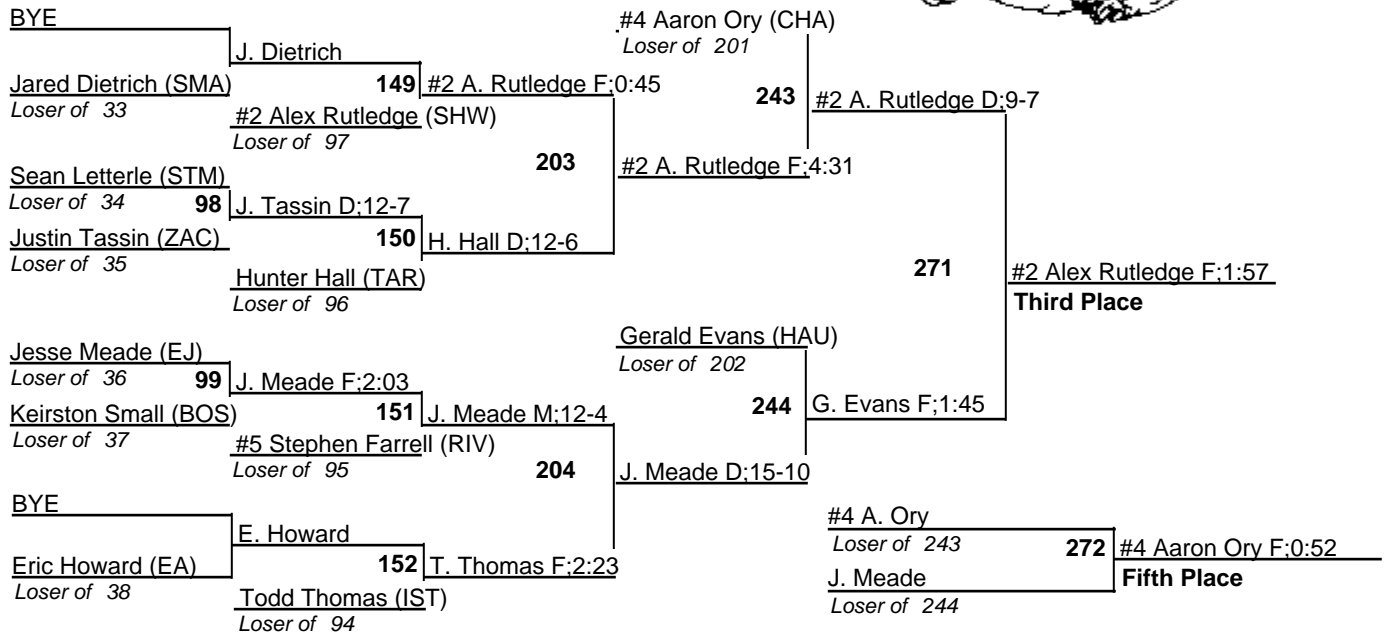 BYE
#4 Aaron Ory (CHA)
Loser of 201
J. Dietrich
Jared Dietrich (SMA)
Loser of 33
149
#2 A. Rutledge F;0:45
243
#2 A. Rutledge D;9-7
#2 Alex Rutledge (SHW)
Loser of 97
203
#2 A. Rutledge F;4:31
Sean Letterle (STM)
Loser of 34
98
J. Tassin D;12-7
Justin Tassin (ZAC)
Loser of 35
150
H. Hall D;12-6
271
#2 Alex Rutledge F;1:57
Third Place
Hunter Hall (TAR)
Loser of 96
Gerald Evans (HAU)
Loser of 202
Jesse Meade (EJ)
Loser of 36
99
J. Meade F;2:03
Keirston Small (BOS)
Loser of 37
151
J. Meade M;12-4
244
G. Evans F;1:45
#5 Stephen Farrell (RIV)
Loser of 95
204
J. Meade D;15-10
BYE
E. Howard
#4 A. Ory
Loser of 243
Eric Howard (EA)
Loser of 38
152
T. Thomas F;2:23
272
#4 Aaron Ory F;0:52
Fifth Place
Todd Thomas (IST)
Loser of 94
J. Meade
Loser of 244